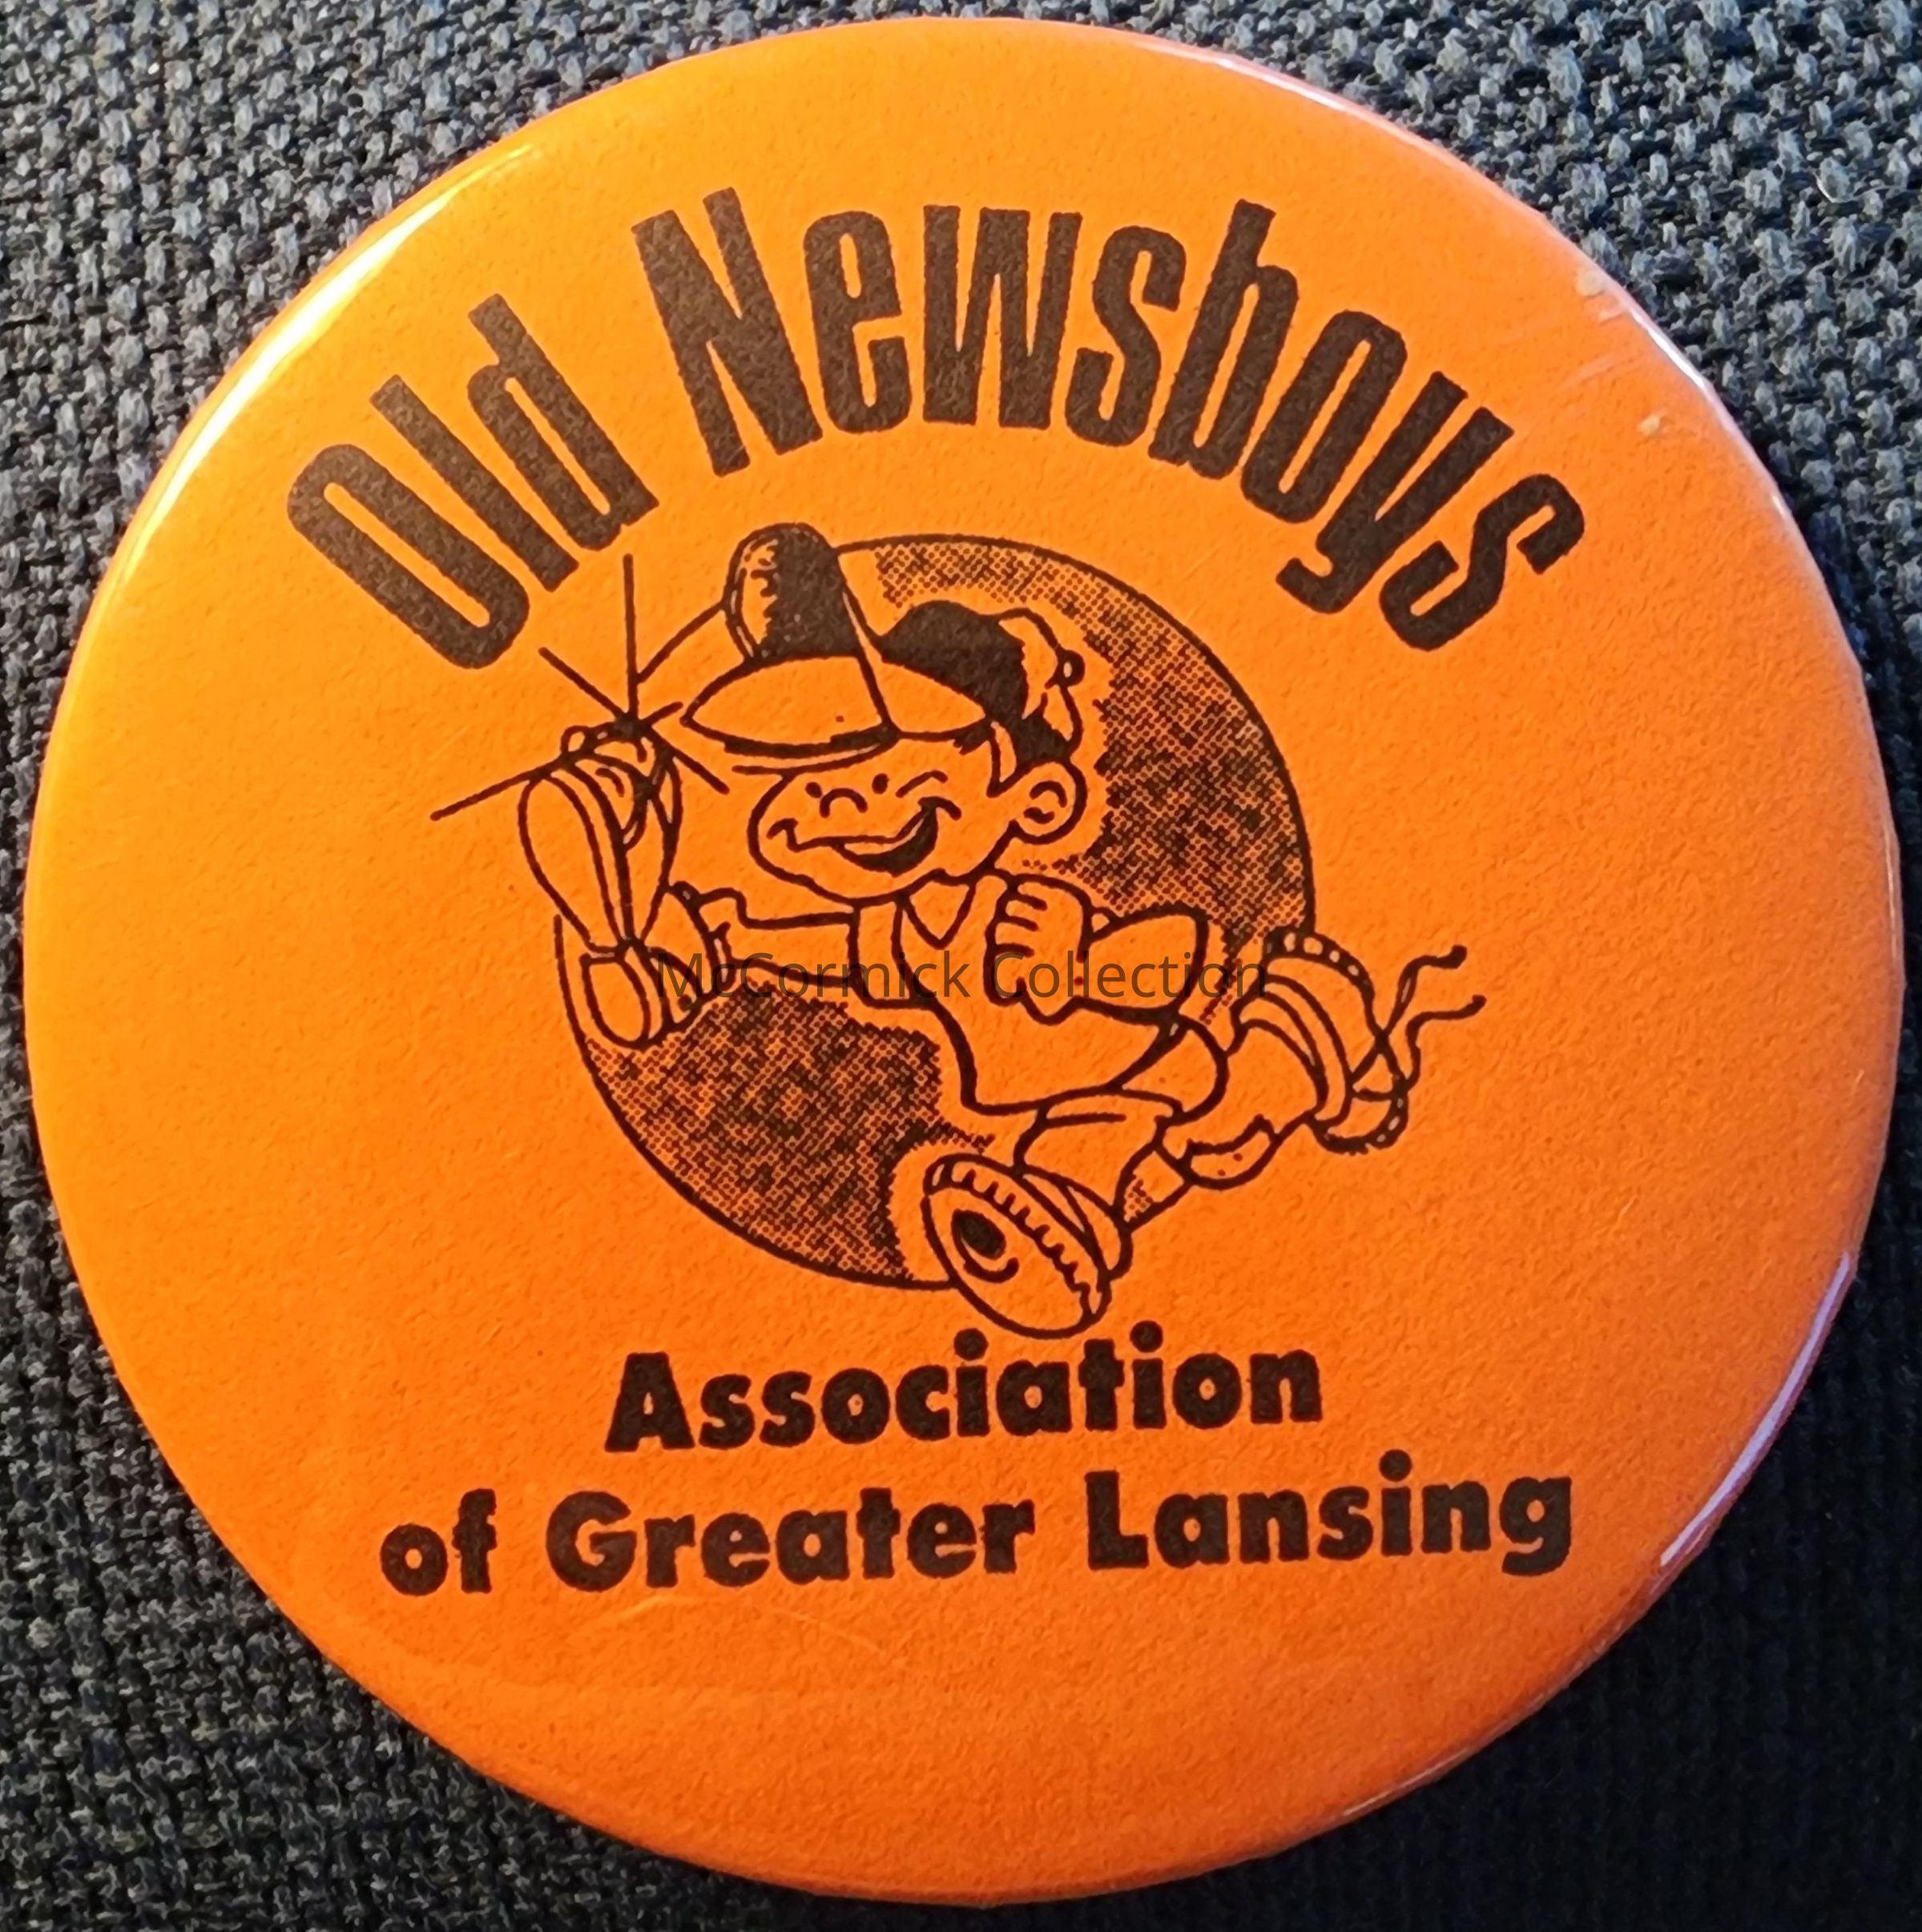 Old Newsboys
McCormick Collection
Association
of Greater Lansing